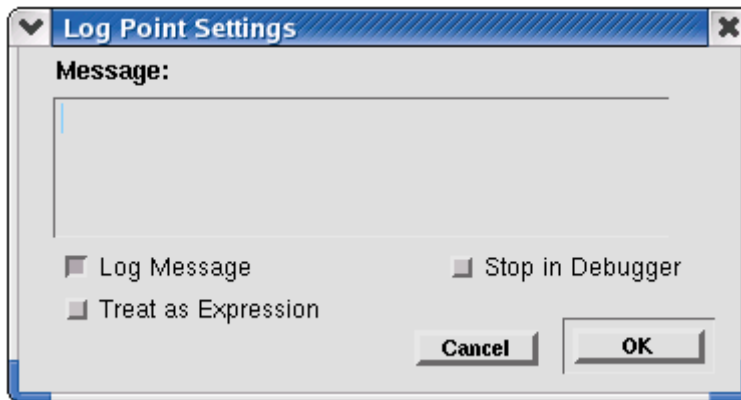 Log Point Settings
Message:
Log Message
Stop in Debugger
Treat as Expression
Cancel
OK